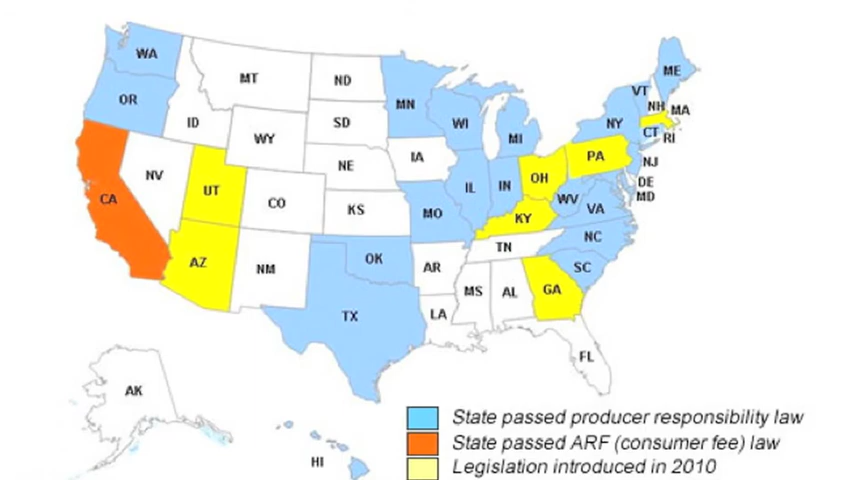 WA
MT
ND
ME
OR
MN
VT
NH
MA
ID
SD
WI
NY
CT
RI
WY
MI
NV
NE
IA
PA
NJ
UT
CO
IL
IN
OH
DE
CA
KS
MO
WV
MD
KY
VA
AZ
NM
OK
TN
NC
AR
SC
TX
MS
AL
GA
LA
FL
AK
HI
State passed producer responsibility law
State passed ARF (consumer fee) law
Legislation introduced in 2010